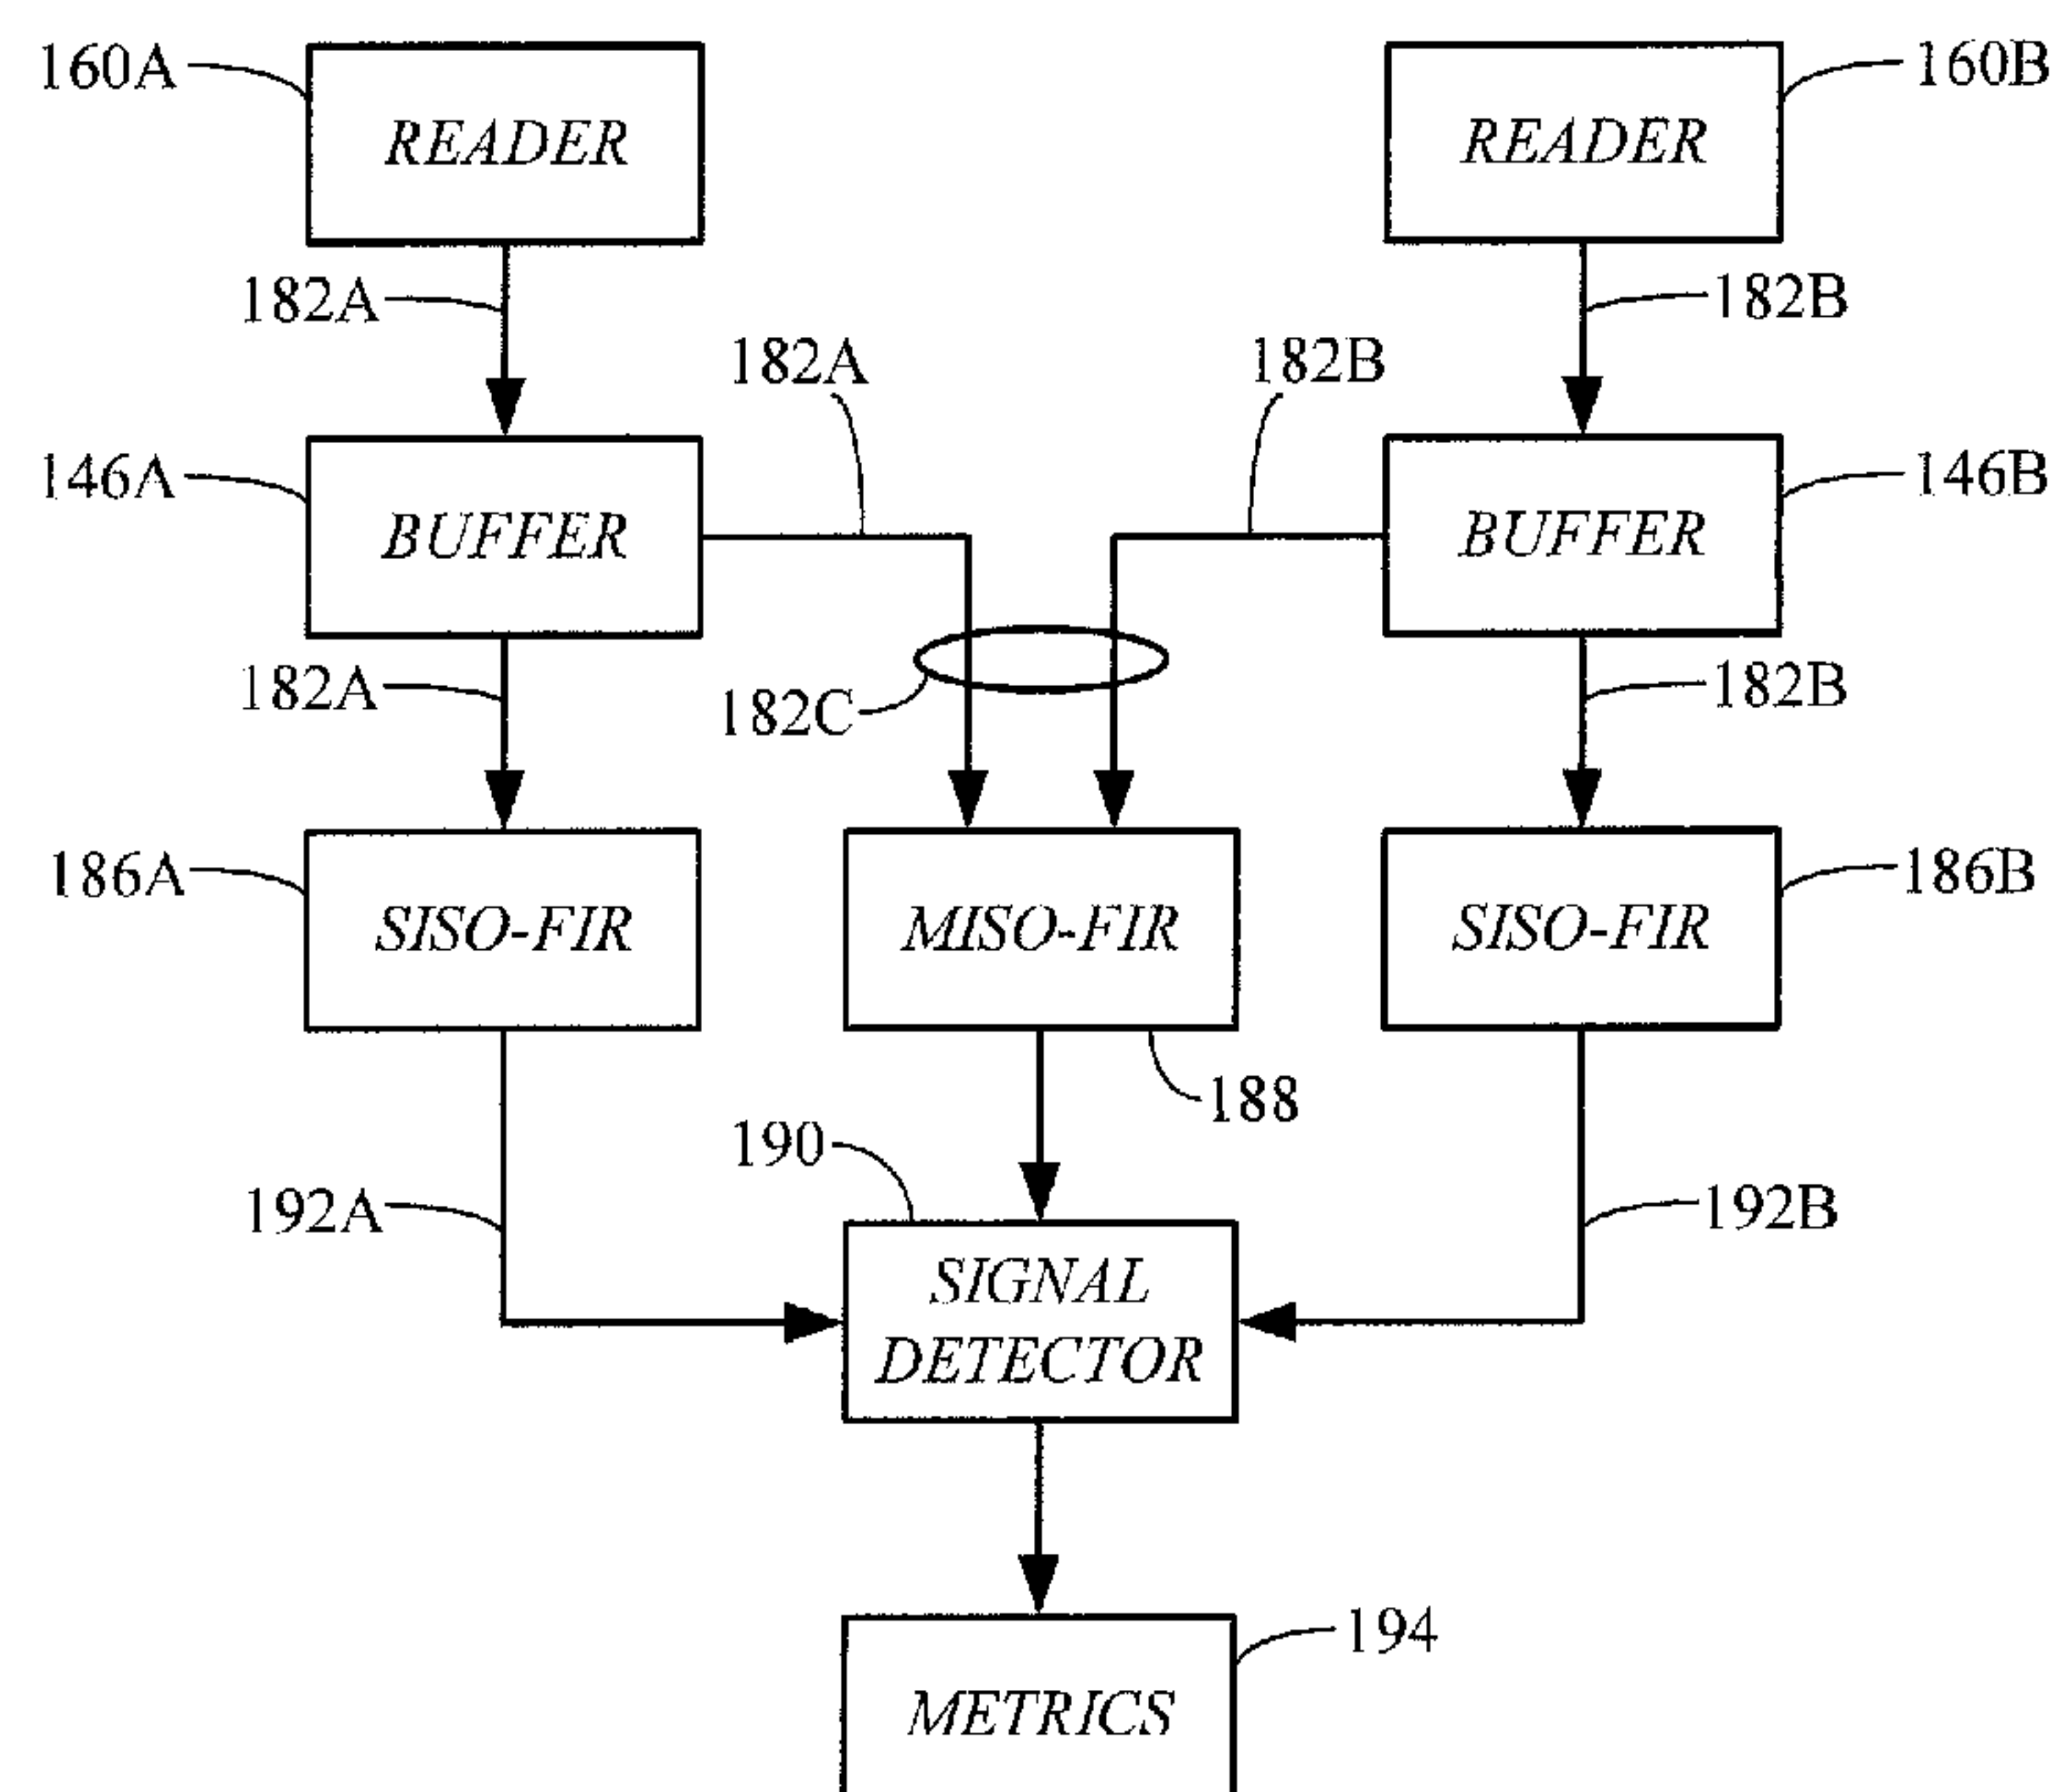 160A
READER
READER
160B
182A
182B
182A
182B
146A
BUFFER
BUFFER
146B
182A
182C
182B
186A
SISO-FIR
MISO-FIR
SISO-FIR
186B
188
190
192A
SIGNAL
DETECTOR
192B
194
METRICS